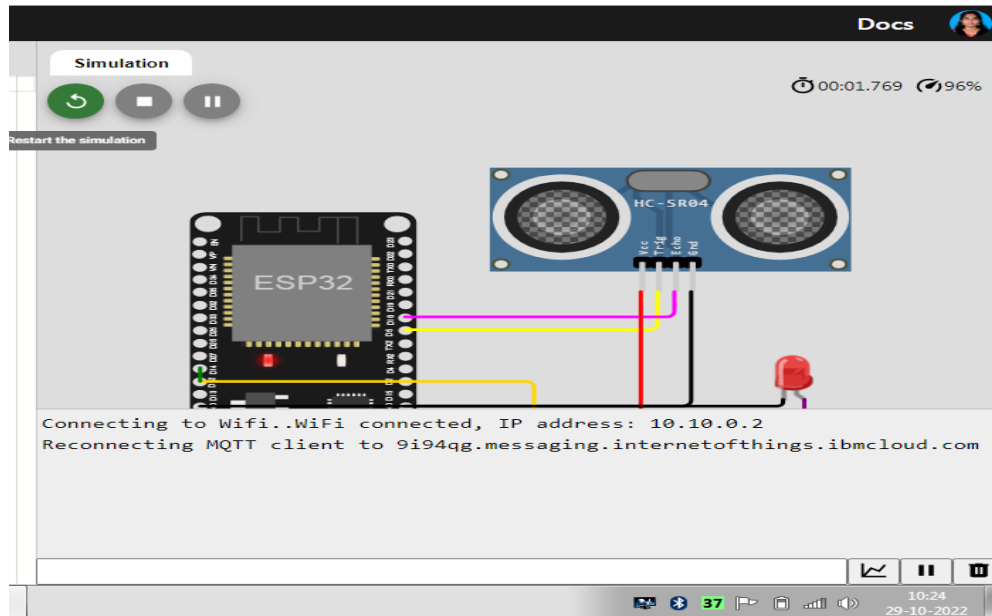 Docs
Simulation
00:01.769 96%
Restart the simulation
HC-SR04
Vcc
Trig
Echo
Gnd
ESP32
Connecting to Wifi..WiFi connected, IP address: 10.10.0.2
Reconnecting MQTT client to 9i94qg.messaging.internetofthings.ibmcloud.com
37
10:24
29-10-2022